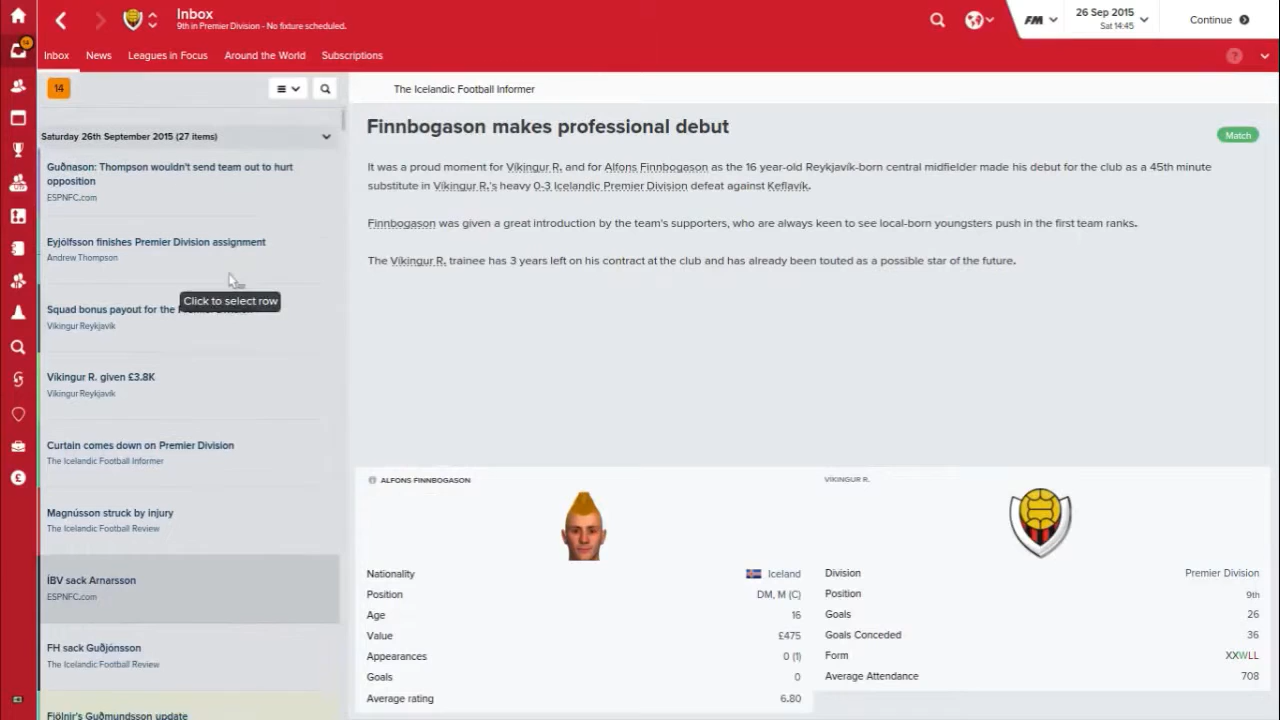 Inbox
9th in Premier Division - No fixture scheduled.
FM
26 Sep 2015
Sat 14:45
Continue
Inbox
News
Leagues in Focus
Around the World
Subscriptions
14
The Icelandic Football Informer
Saturday 26th September 2015 (27 items)
Guðnason: Thompson wouldn't send team out to hurt
opposition
ESPNFC.com
Eyjólfsson finishes Premier Division assignment
Andrew Thompson
Click to select row
Squad bonus payout for the
Víkingur Reykjavík
Víkingur R. given £3.8K
Víkingur Reykjavík
Curtain comes down on Premier Division
The Icelandic Football Informer
Magnússon struck by injury
The Icelandic Football Review
ÍBV sack Arnarsson
ESPNFC.com
FH sack Guðjónsson
The Icelandic Football Review
Fjölnir's Guðmundsson update
Finnbogason makes professional debut
Match
It was a proud moment for Víkingur R. and for Alfons Finnbogason as the 16 year-old Reykjavík-born central midfielder made his debut for the club as a 45th minute
substitute in Víkingur R.'s heavy 0-3 Icelandic Premier Division defeat against Keflavík.
Finnbogason was given a great introduction by the team's supporters, who are always keen to see local-born youngsters push in the first team ranks.
The Víkingur R. trainee has 3 years left on his contract at the club and has already been touted as a possible star of the future.
ALFONS FINNBOGASON
Nationality Iceland
Position DM, M (C)
Age 16
Value £475
Appearances 0 (1)
Goals 0
Average rating 6.80
VÍKINGUR R.
Division Premier Division
Position 9th
Goals 26
Goals Conceded 36
Form XXWLL
Average Attendance 708